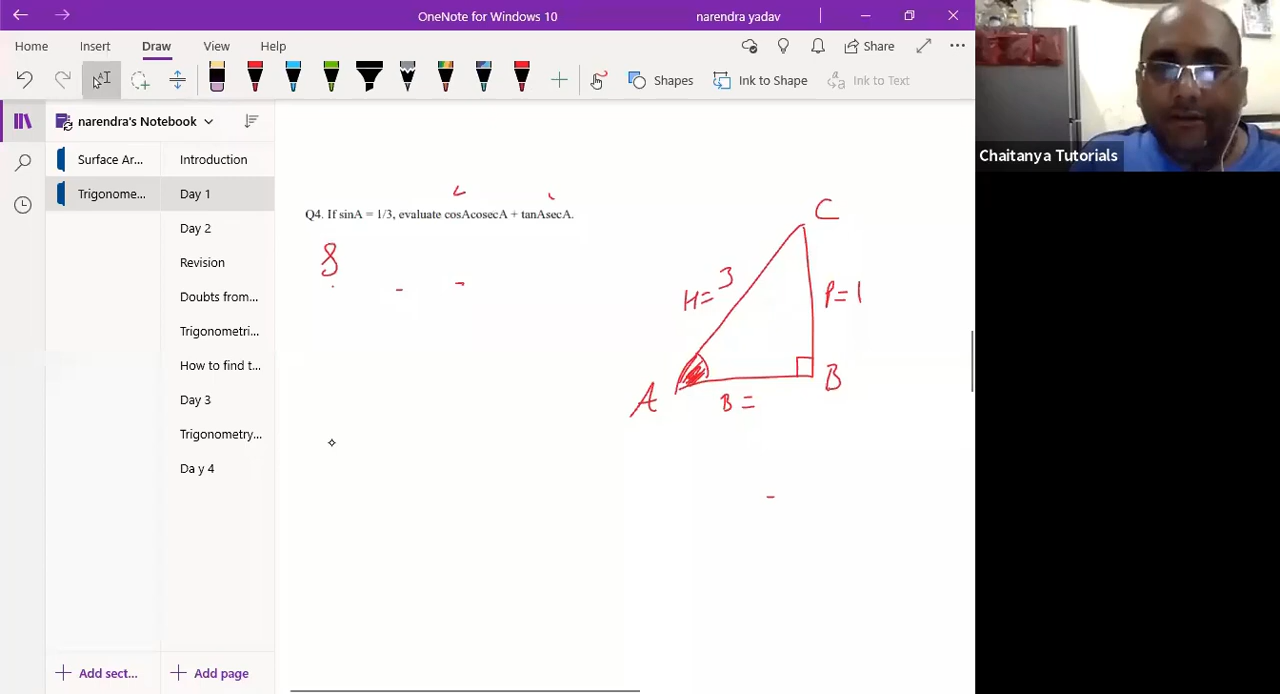 OneNote for Windows 10
narendra yadav
Home Insert Draw View Help
Share
Shapes
Ink to Shape
Ink to Text
narendra's Notebook
Surface Ar...
Trigonome...
Introduction
Day 1
Day 2
Revision
Doubts from...
Trigonometri...
How to find t...
Day 3
Trigonometry...
Da y 4
Add sect...
Add page
Q4. If sinA = 1/3, evaluate cosAcosecA + tanAsecA.
C
H= 3
P= 1
A
B
B =
Chaitanya Tutorials